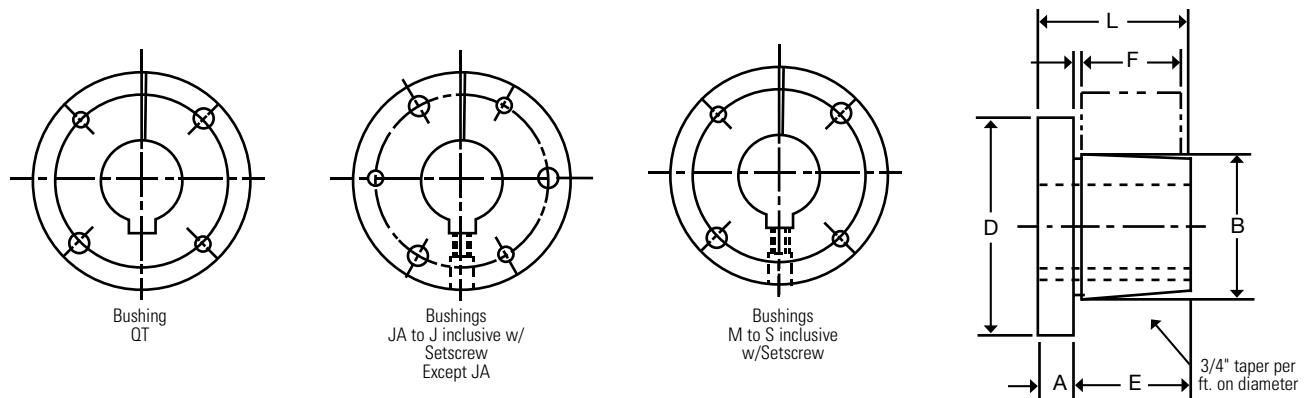 Bushing
QT
Bushings
JA to J inclusive w/
Setscrew
Except JA
Bushings
M to S inclusive
w/Setscrew
L
F
D
B
A
E
3/4" taper per
ft. on diameter